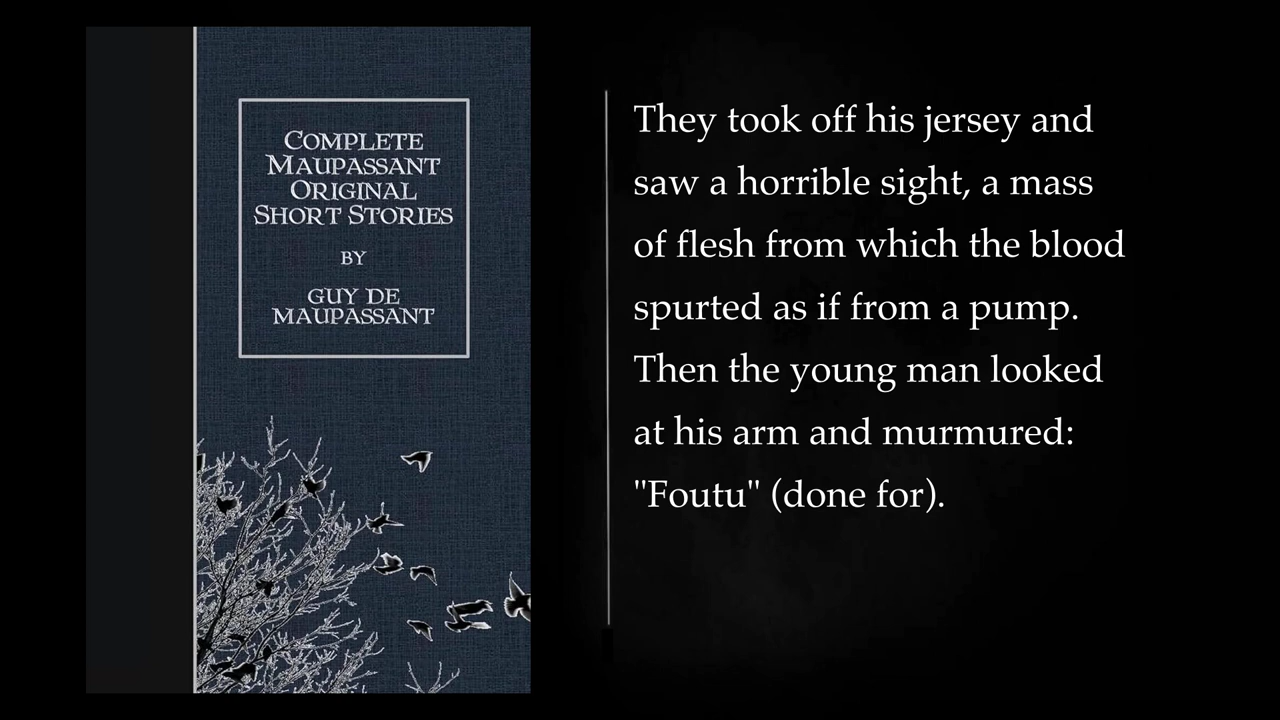 COMPLETE
MAUPASSANT
ORIGINAL
SHORT STORIES
BY
GUY DE
MAUPASSANT
They took off his jersey and
saw a horrible sight, a mass
of flesh from which the blood
spurted as if from a pump.
Then the young man looked
at his arm and murmured:
"Foutu" (done for).